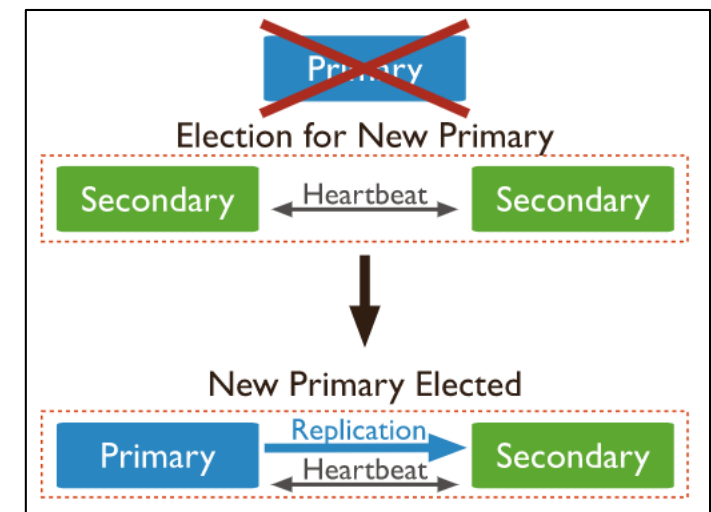 Primary
Election for New Primary
Secondary
Heartbeat
Secondary
New Primary Elected
Primary
Replication
Heartbeat
Secondary